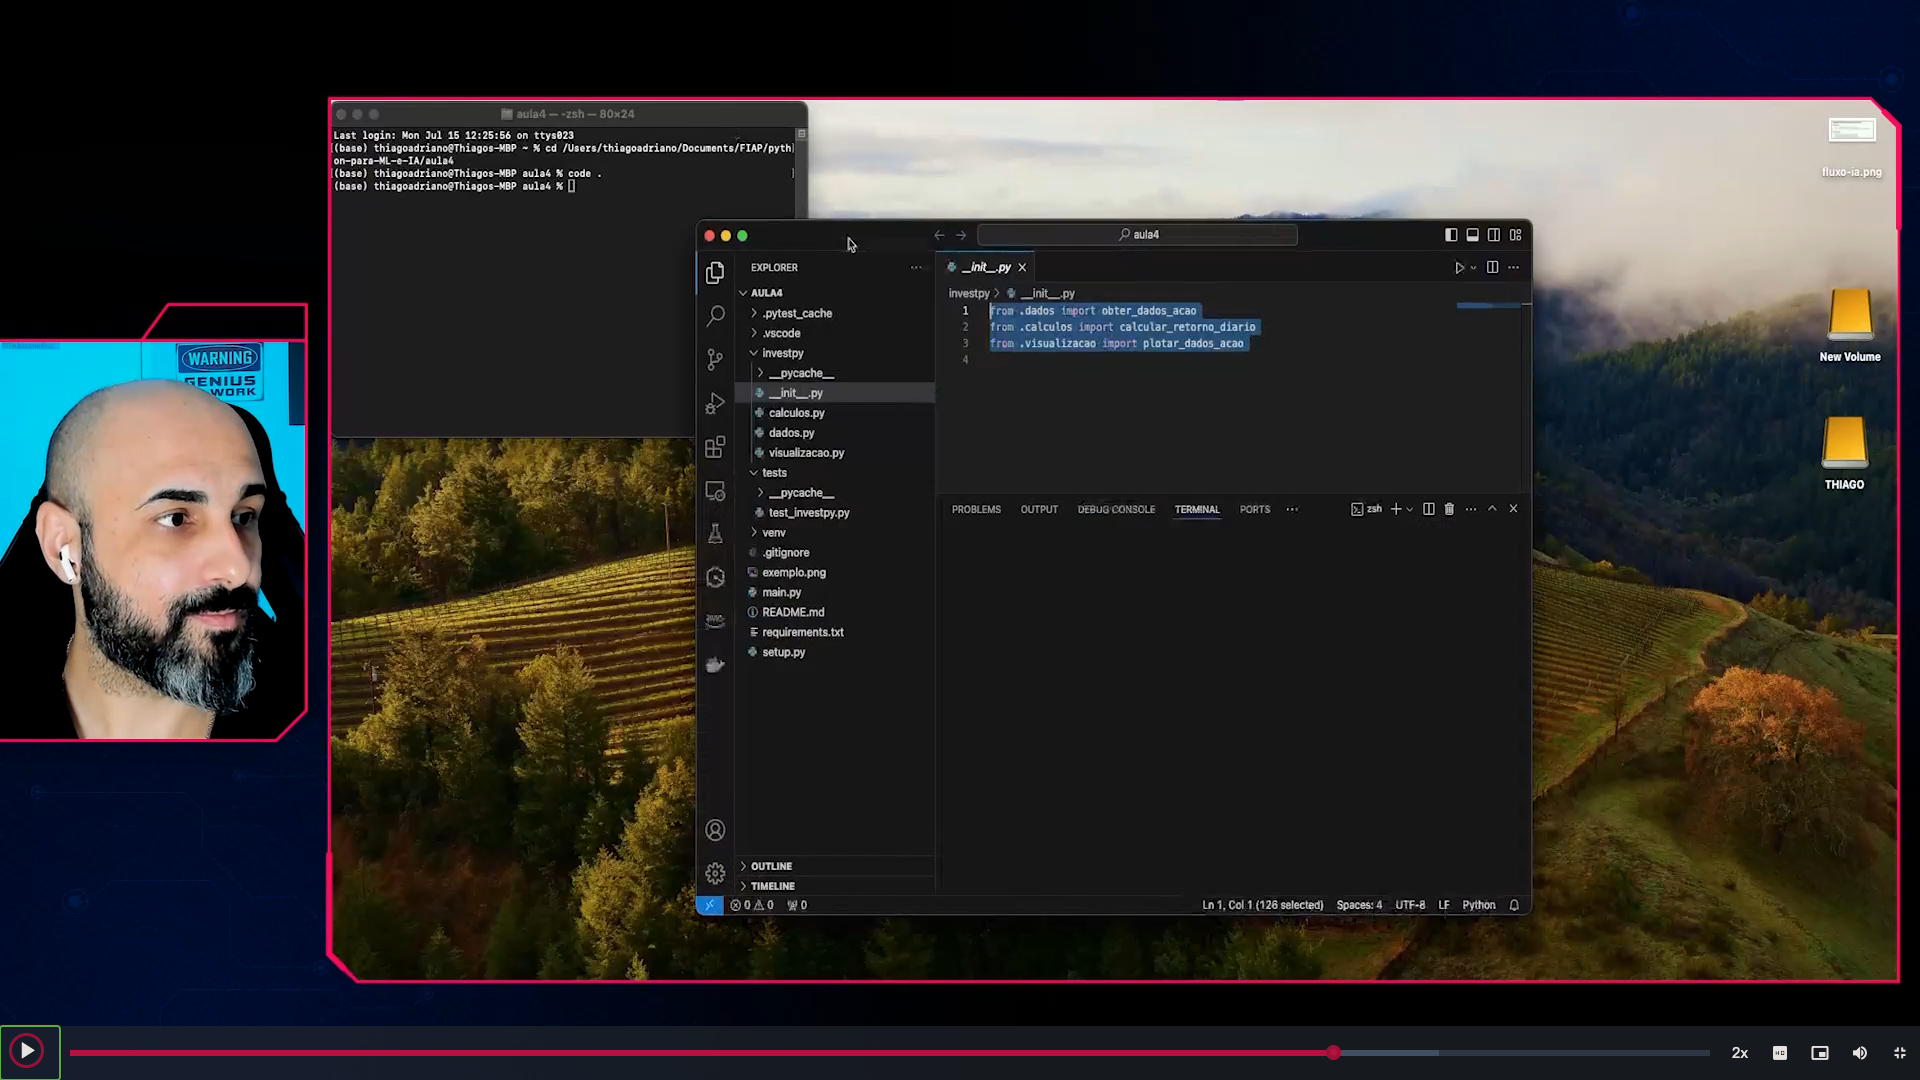 aula4 — -zsh — 80×24
Last login: Mon Jul 15 12:25:56 on ttys023
(base) thiagoadriano@Thiagos-MBP ~ % cd /Users/thiagoadriano/Documents/FIAP/pyth
on-para-ML-e-IA/aula4
(base) thiagoadriano@Thiagos-MBP aula4 % code .
(base) thiagoadriano@Thiagos-MBP aula4 %
fluxo-ia.png
New Volume
THIAGO
WARNING
GENIUS
WORK
aula4
EXPLORER
AULA4
.pytest_cache
.vscode
investpy
__pycache__
__init__.py
calculos.py
dados.py
visualizacao.py
tests
__pycache__
test_investpy.py
venv
.gitignore
exemplo.png
main.py
README.md
requirements.txt
setup.py
OUTLINE
TIMELINE
__init__.py
investpy > __init__.py
1 from .dados import obter_dados_acao
2 from .calculos import calcular_retorno_diario
3 from .visualizacao import plotar_dados_acao
4
PROBLEMS OUTPUT DEBUG CONSOLE TERMINAL PORTS
zsh
0 0 0
Ln 1, Col 1 (126 selected) Spaces: 4 UTF-8 LF Python
2x
HD